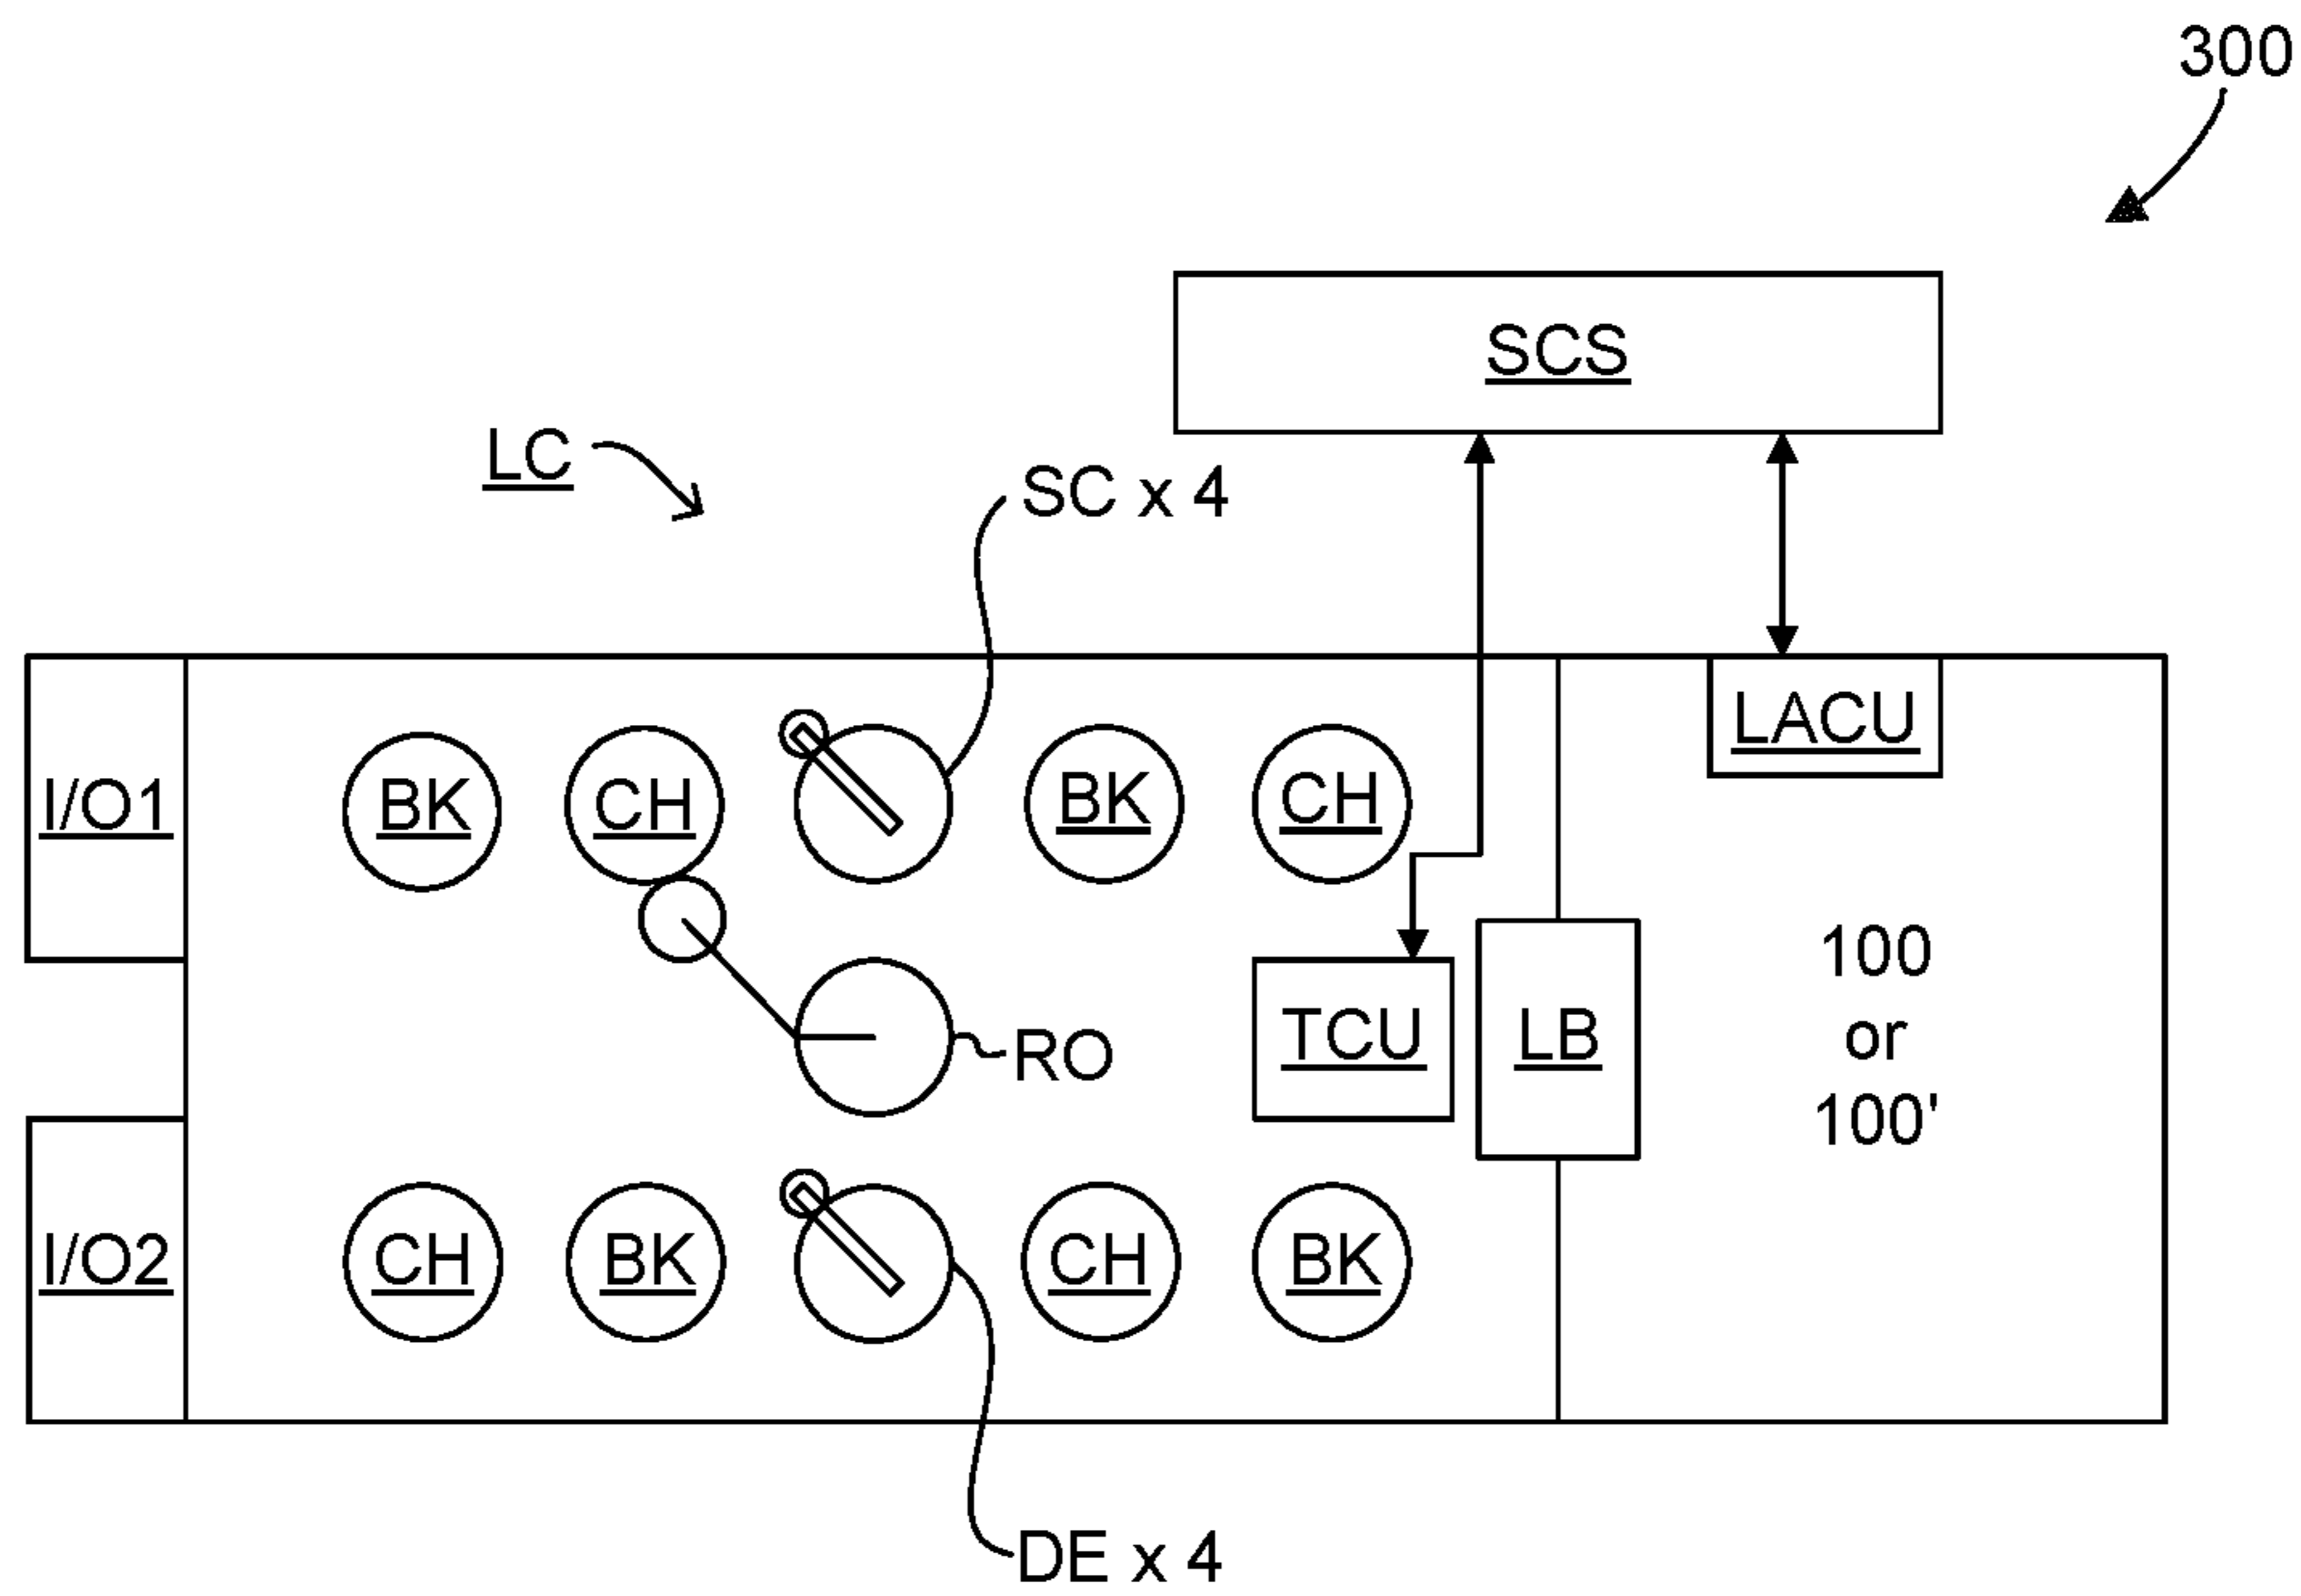 300
SCS
LC
SC x 4
LACU
I/O1
BK
CH
BK
CH
100
or
100'
TCU
LB
RO
I/O2
CH
BK
CH
BK
DE x 4